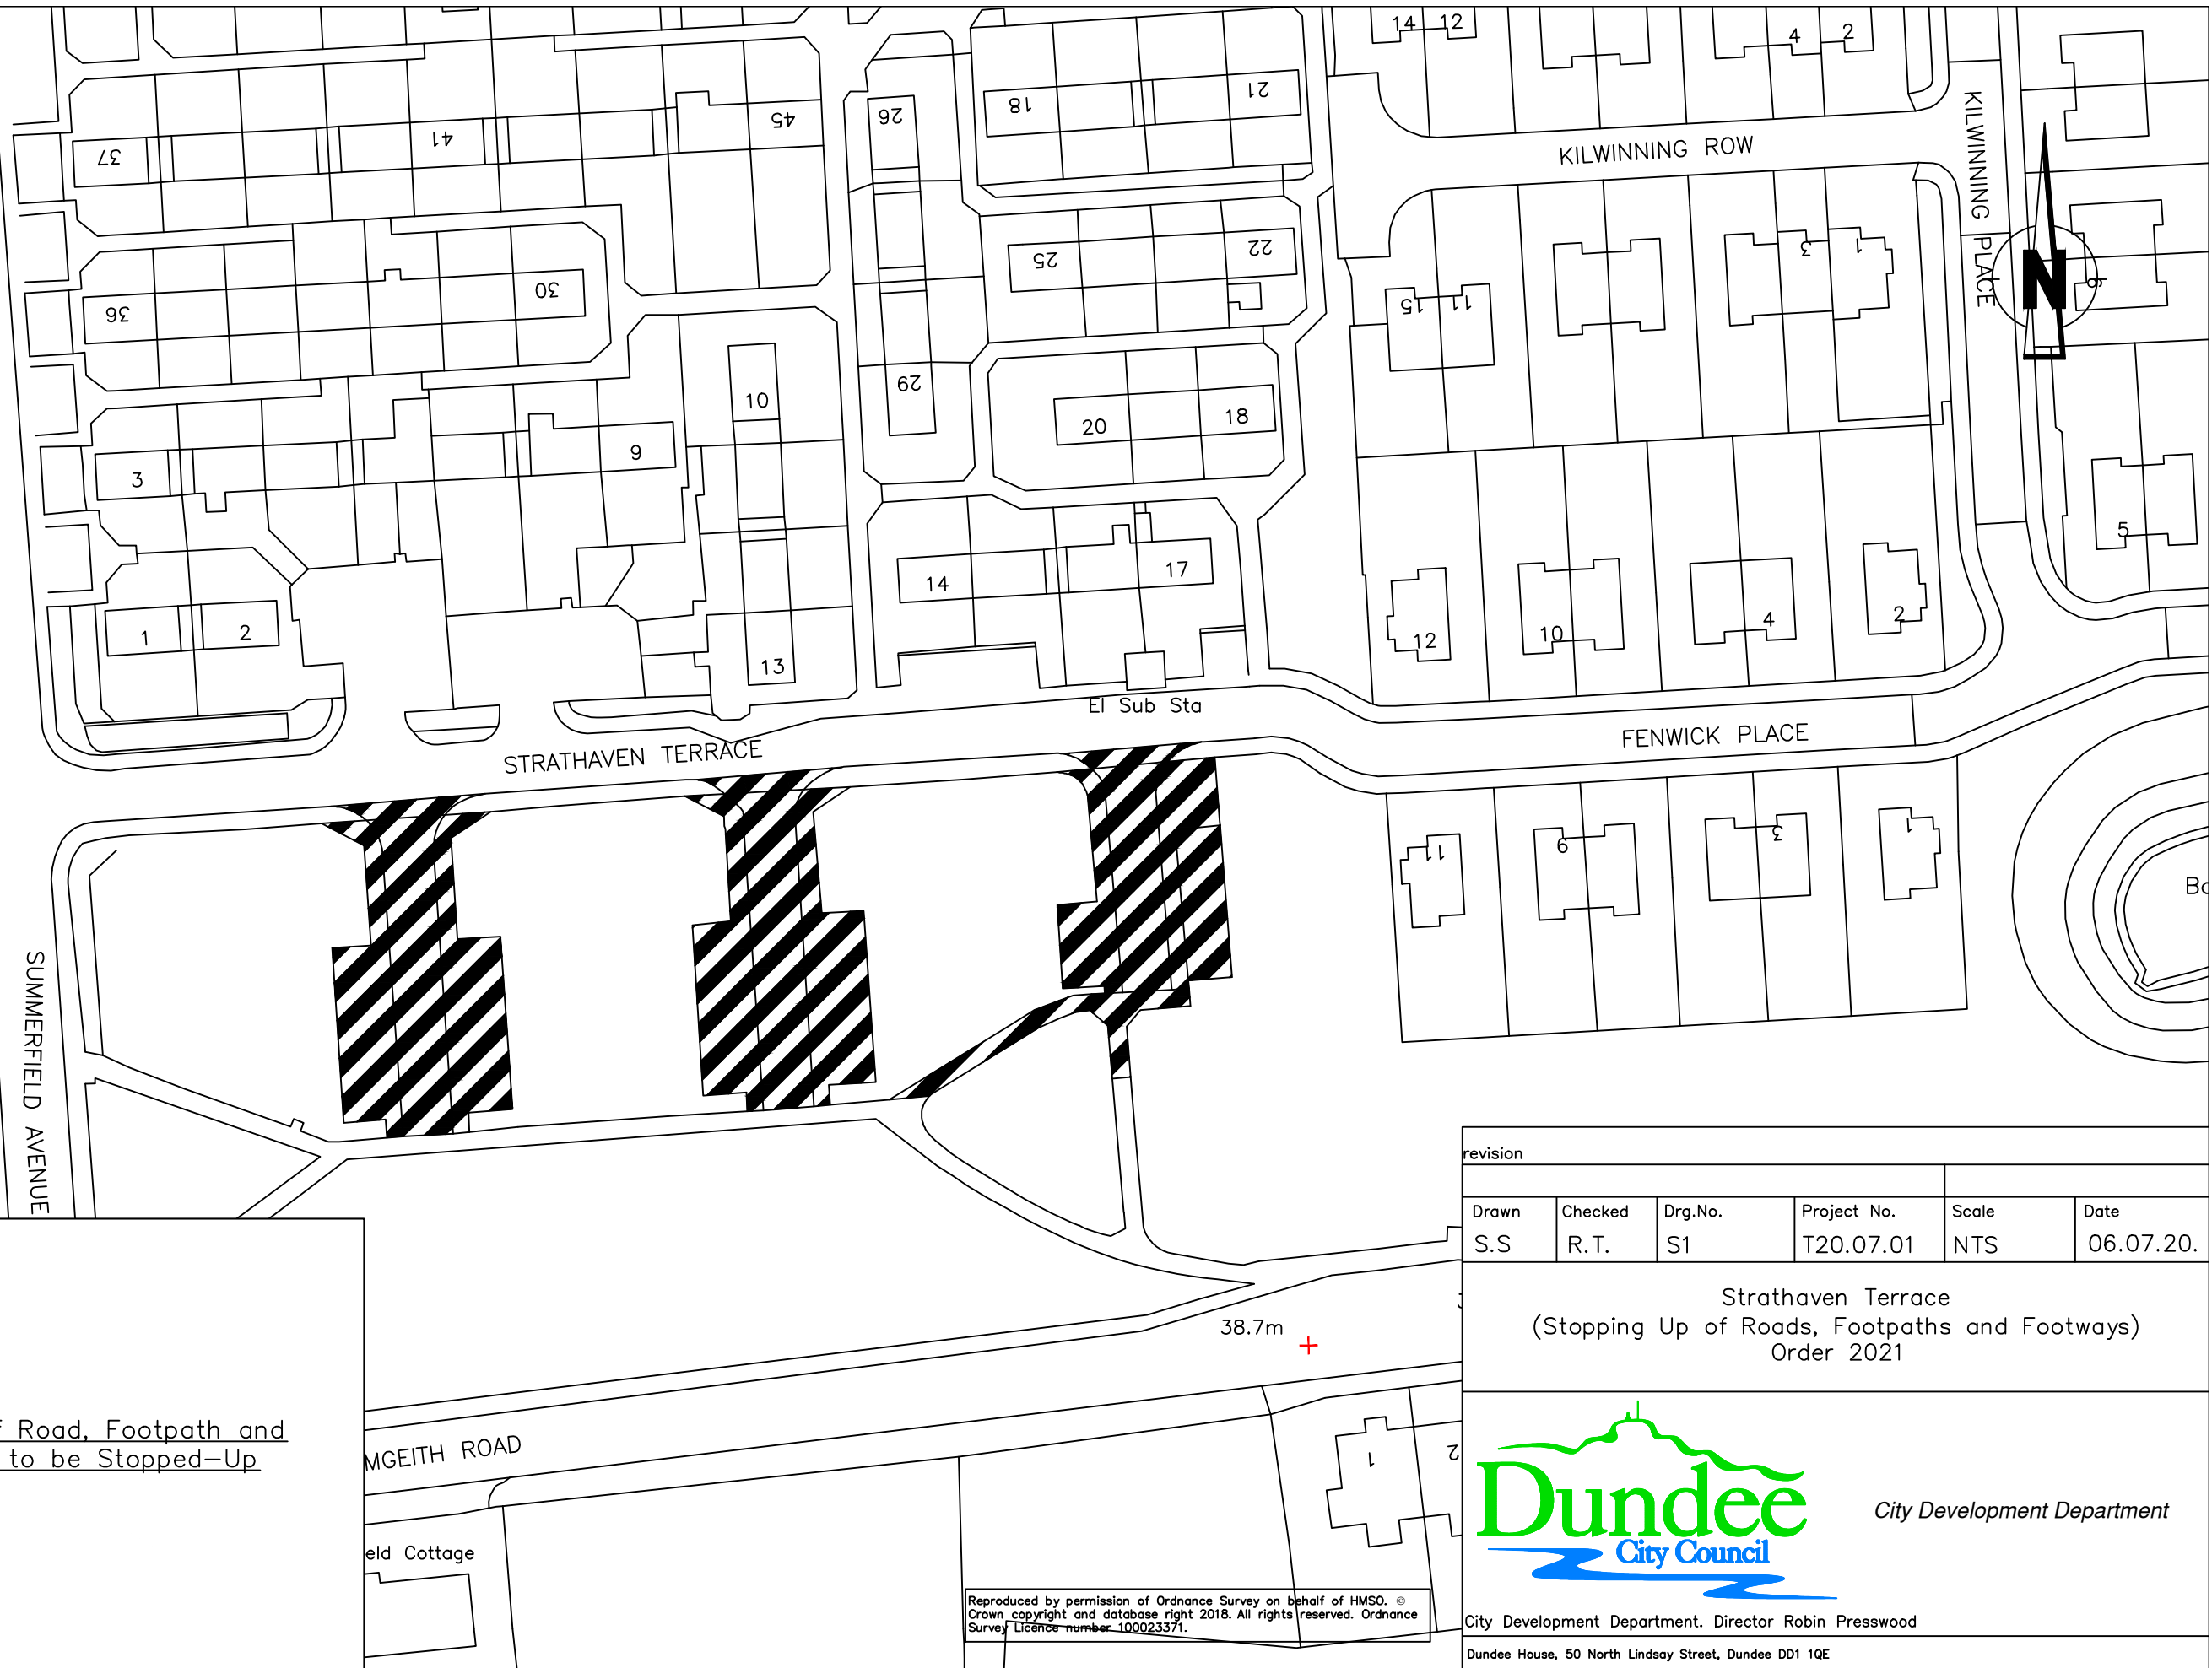 14 12
4 2
37
41
45
26
18
21
KILWINNING ROW
KILWINNING PLACE
36
30
25
22
15 11
3 1
N
9
3
9
10
29
20
18
5
1
2
13
14
17
12
10
4
2
El Sub Sta
STRATHAVEN TERRACE
FENWICK PLACE
11
9
3
1
SUMMERFIELD AVENUE
38.7m
Road, Footpath and
to be Stopped-Up
MGEITH ROAD
1
2
eld Cottage
Reproduced by permission of Ordnance Survey on behalf of HMSO. ©
Crown copyright and database right 2018. All rights reserved. Ordnance
Survey Licence number 100023371.
revision
Drawn Checked Drg.No. Project No. Scale Date
S.S R.T. S1 T20.07.01 NTS 06.07.20.
Strathaven Terrace
(Stopping Up of Roads, Footpaths and Footways)
Order 2021
Dundee
City Council
City Development Department
City Development Department. Director Robin Presswood
Dundee House, 50 North Lindsay Street, Dundee DD1 1QE